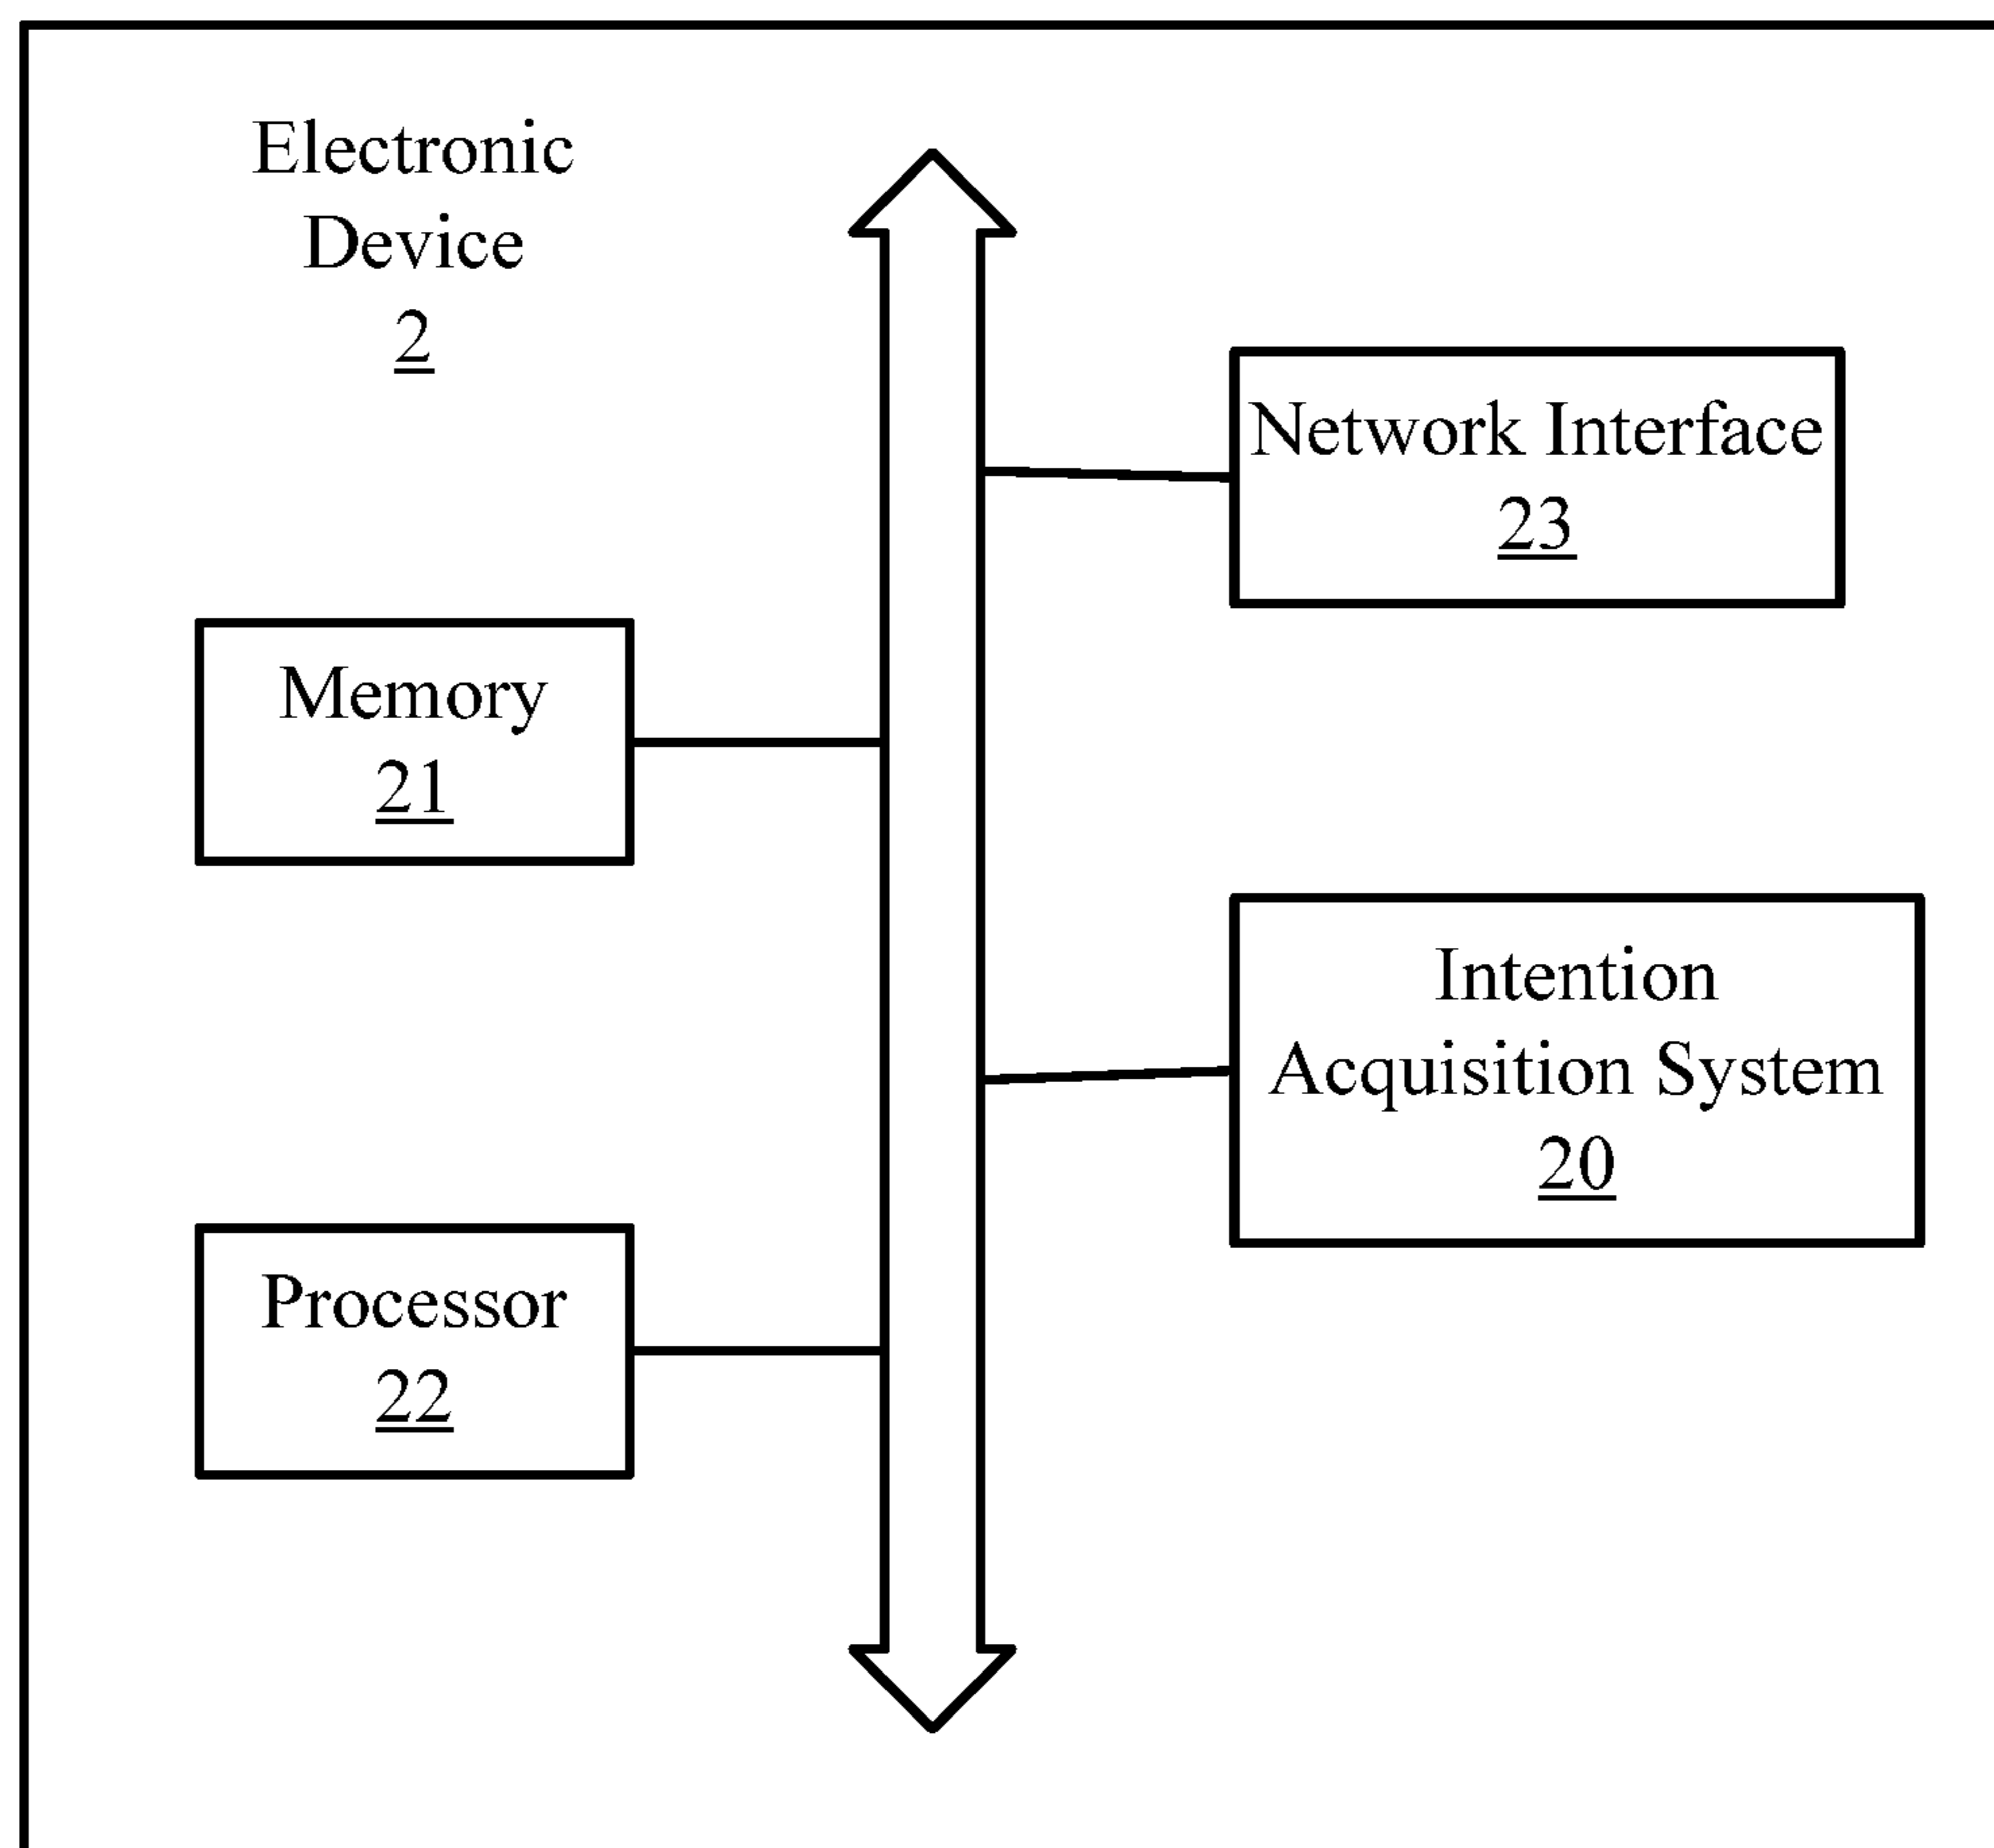 Electronic
Device
2
Network Interface
23
Memory
21
Intention
Acquisition System
20
Processor
22